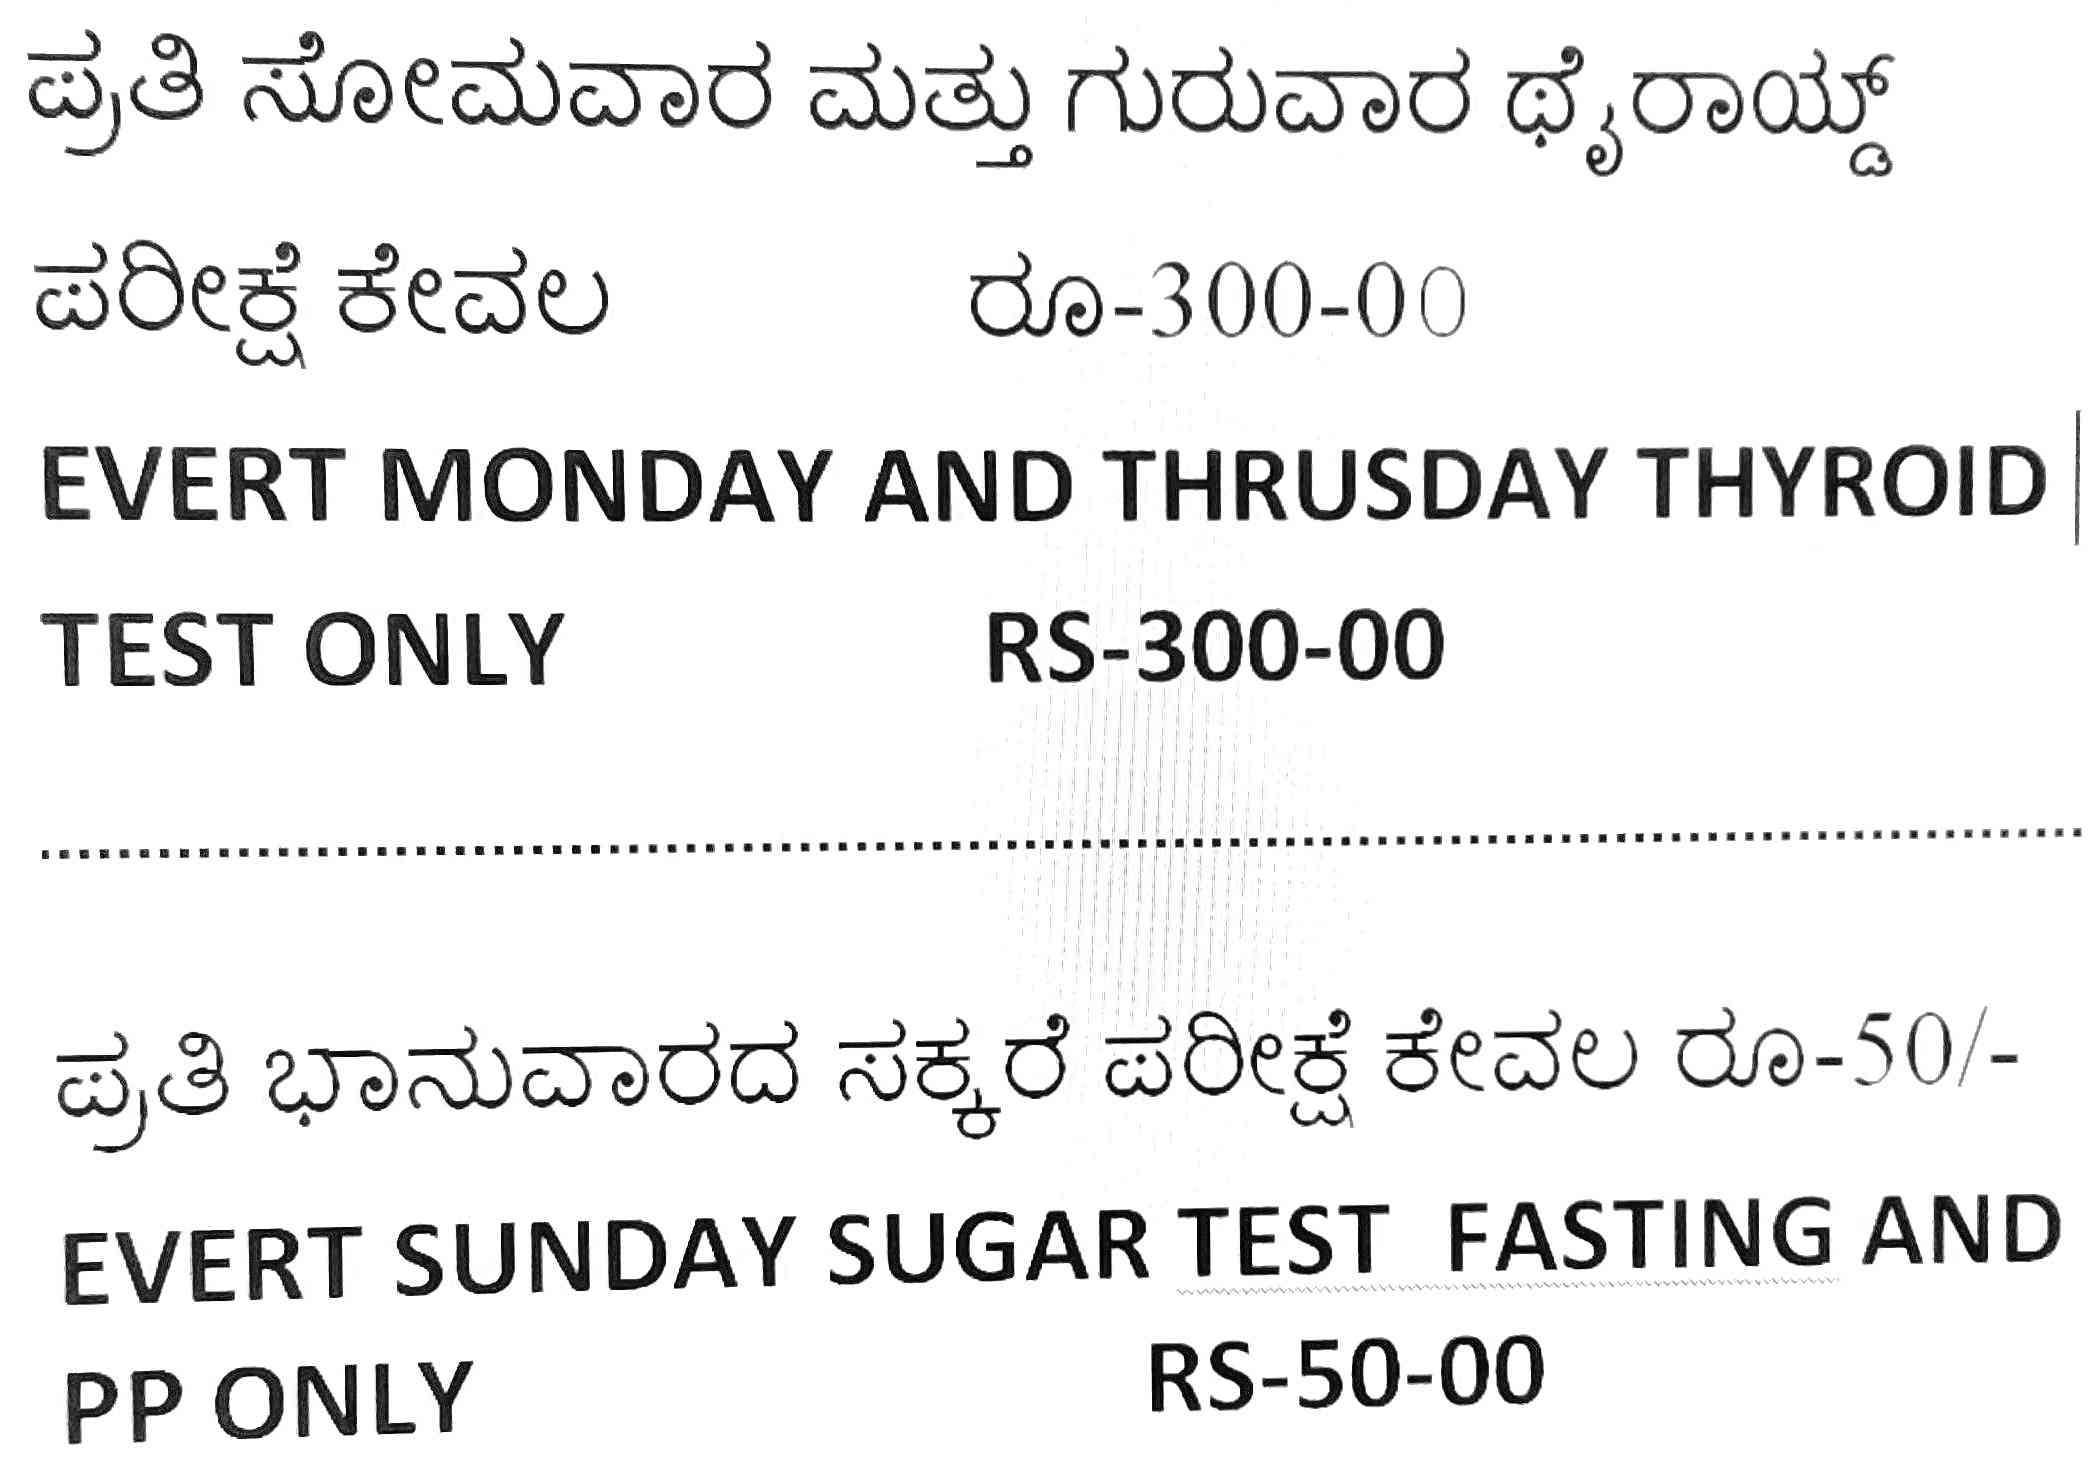 ಪ್ರತಿ ಸೋಮವಾರ ಮತ್ತು ಗುರುವಾರ ಥೈರಾಯ್ಡ್
ಪರೀಕ್ಷೆ ಕೇವಲ ರೂ-300-00
EVERT MONDAY AND THRUSDAY THYROID
TEST ONLY RS-300-00
ಪ್ರತಿ ಭಾನುವಾರದ ಸಕ್ಕರೆ ಪರೀಕ್ಷೆ ಕೇವಲ ರೂ-50/-
EVERT SUNDAY SUGAR TEST FASTING AND
PP ONLY RS-50-00